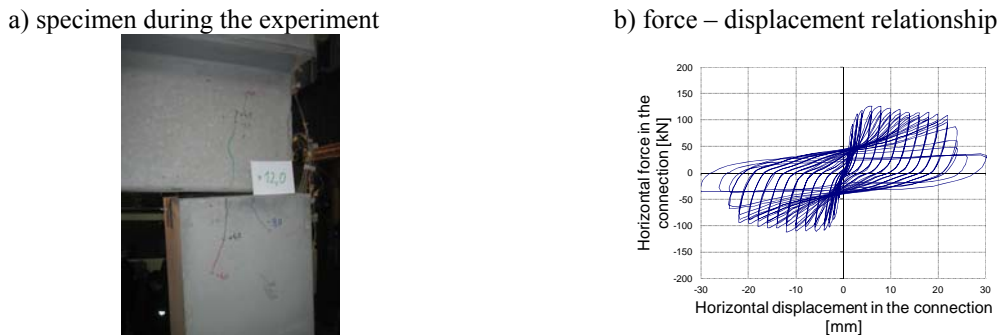 a) specimen during the experiment
b) force – displacement relationship
+12,0
200
150
100
50
0
-50
-100
-150
-200
-30
-20
-10
0
10
20
30
Horizontal force in the
connection [kN]
Horizontal displacement in the connection
[mm]